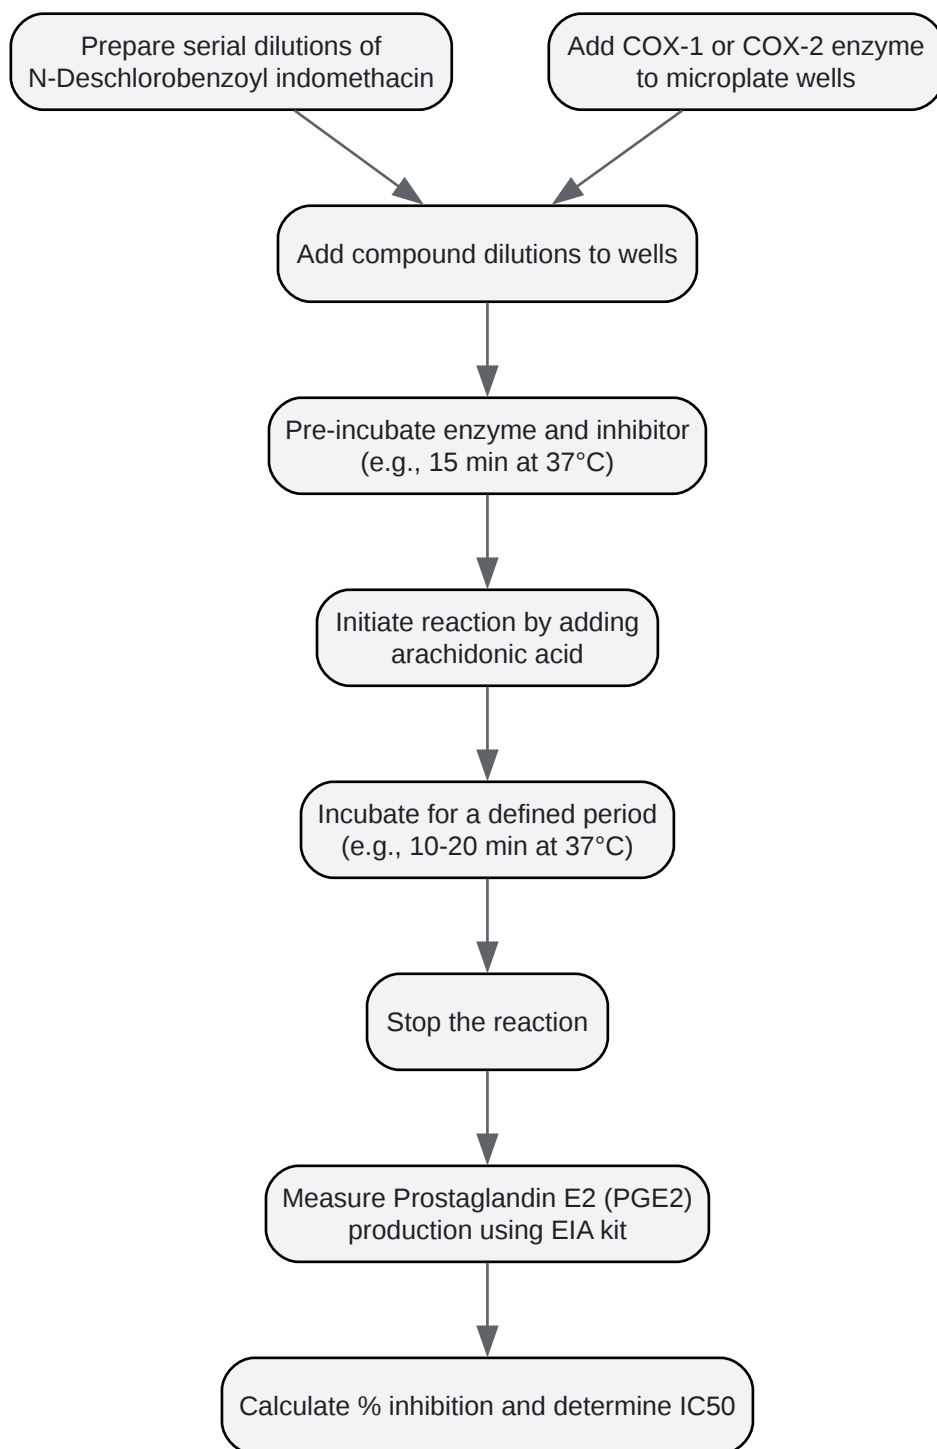 Prepare serial dilutions of
N-Deschlorobenzoyl indomethacin
Add COX-1 or COX-2 enzyme
to microplate wells
Add compound dilutions to wells
Pre-incubate enzyme and inhibitor
(e.g., 15 min at 37°C)
Initiate reaction by adding
arachidonic acid
Incubate for a defined period
(e.g., 10-20 min at 37°C)
Stop the reaction
Measure Prostaglandin E2 (PGE2)
production using EIA kit
Calculate % inhibition and determine IC50